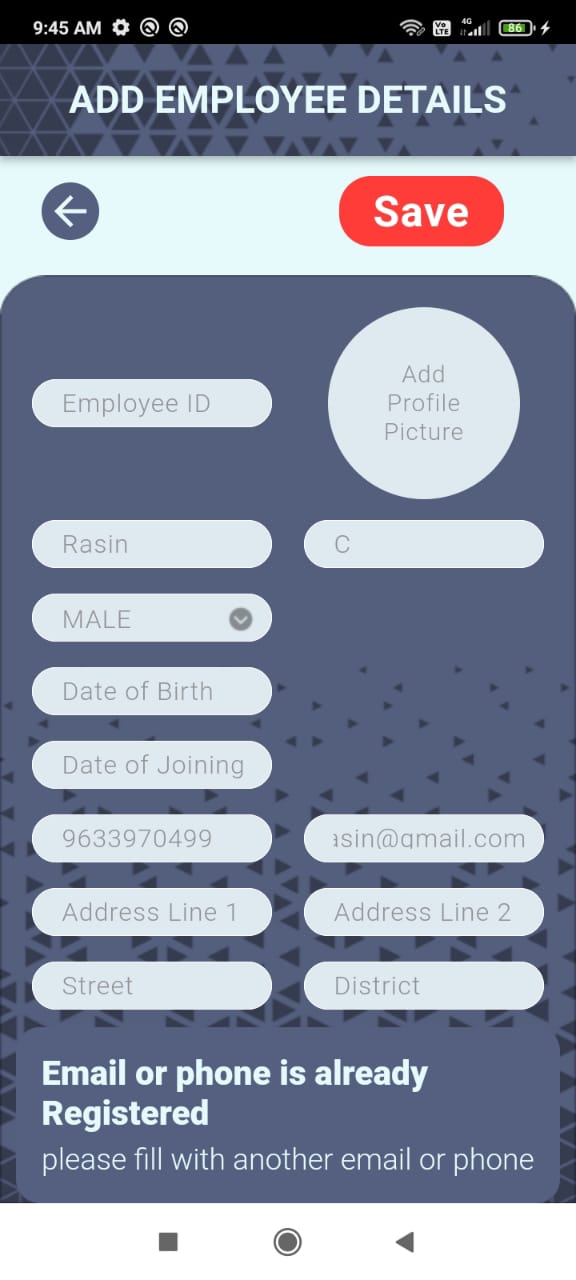 9:45 AM
Vo LTE 4G 86
ADD EMPLOYEE DETAILS
Save
Add
Profile
Picture
Employee ID
Rasin C
MALE
Date of Birth
Date of Joining
9633970499 asin@gmail.com
Address Line 1 Address Line 2
Street District
Email or phone is already
Registered
please fill with another email or phone